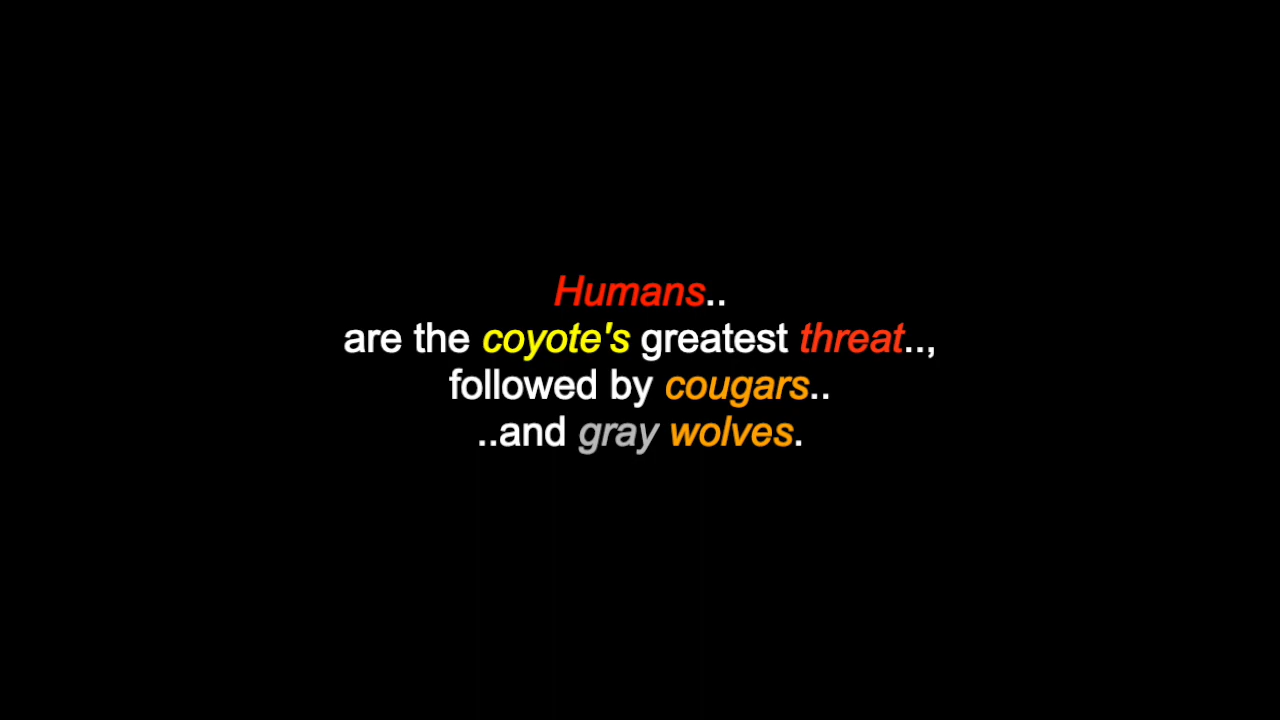 Humans..
are the coyote's greatest threat..,
followed by cougars..
..and gray wolves.